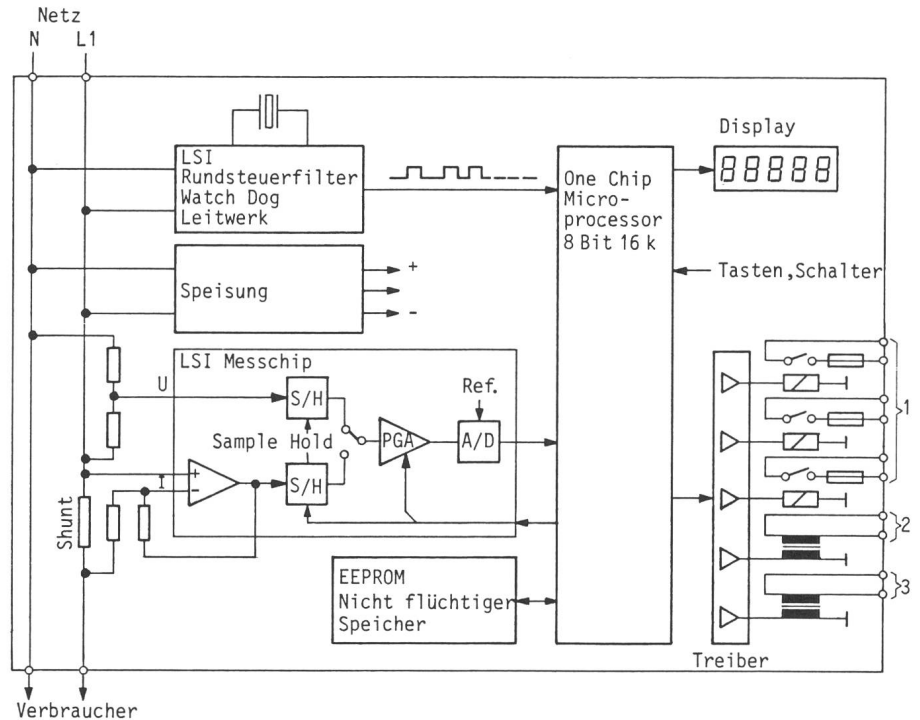 Netz
N L1
LSI
Rundsteuerfilter
Watch Dog
Leitwerk
One Chip
Micro-
processor
8 Bit 16 k
Display
88888
Speisung
+
-
Tasten,Schalter
LSI Messchip
U
S/H
Ref.
PGA
A/D
Sample Hold
I
+
-
S/H
Shunt
1
2
3
EEPROM
Nicht flüchtiger
Speicher
Treiber
Verbraucher